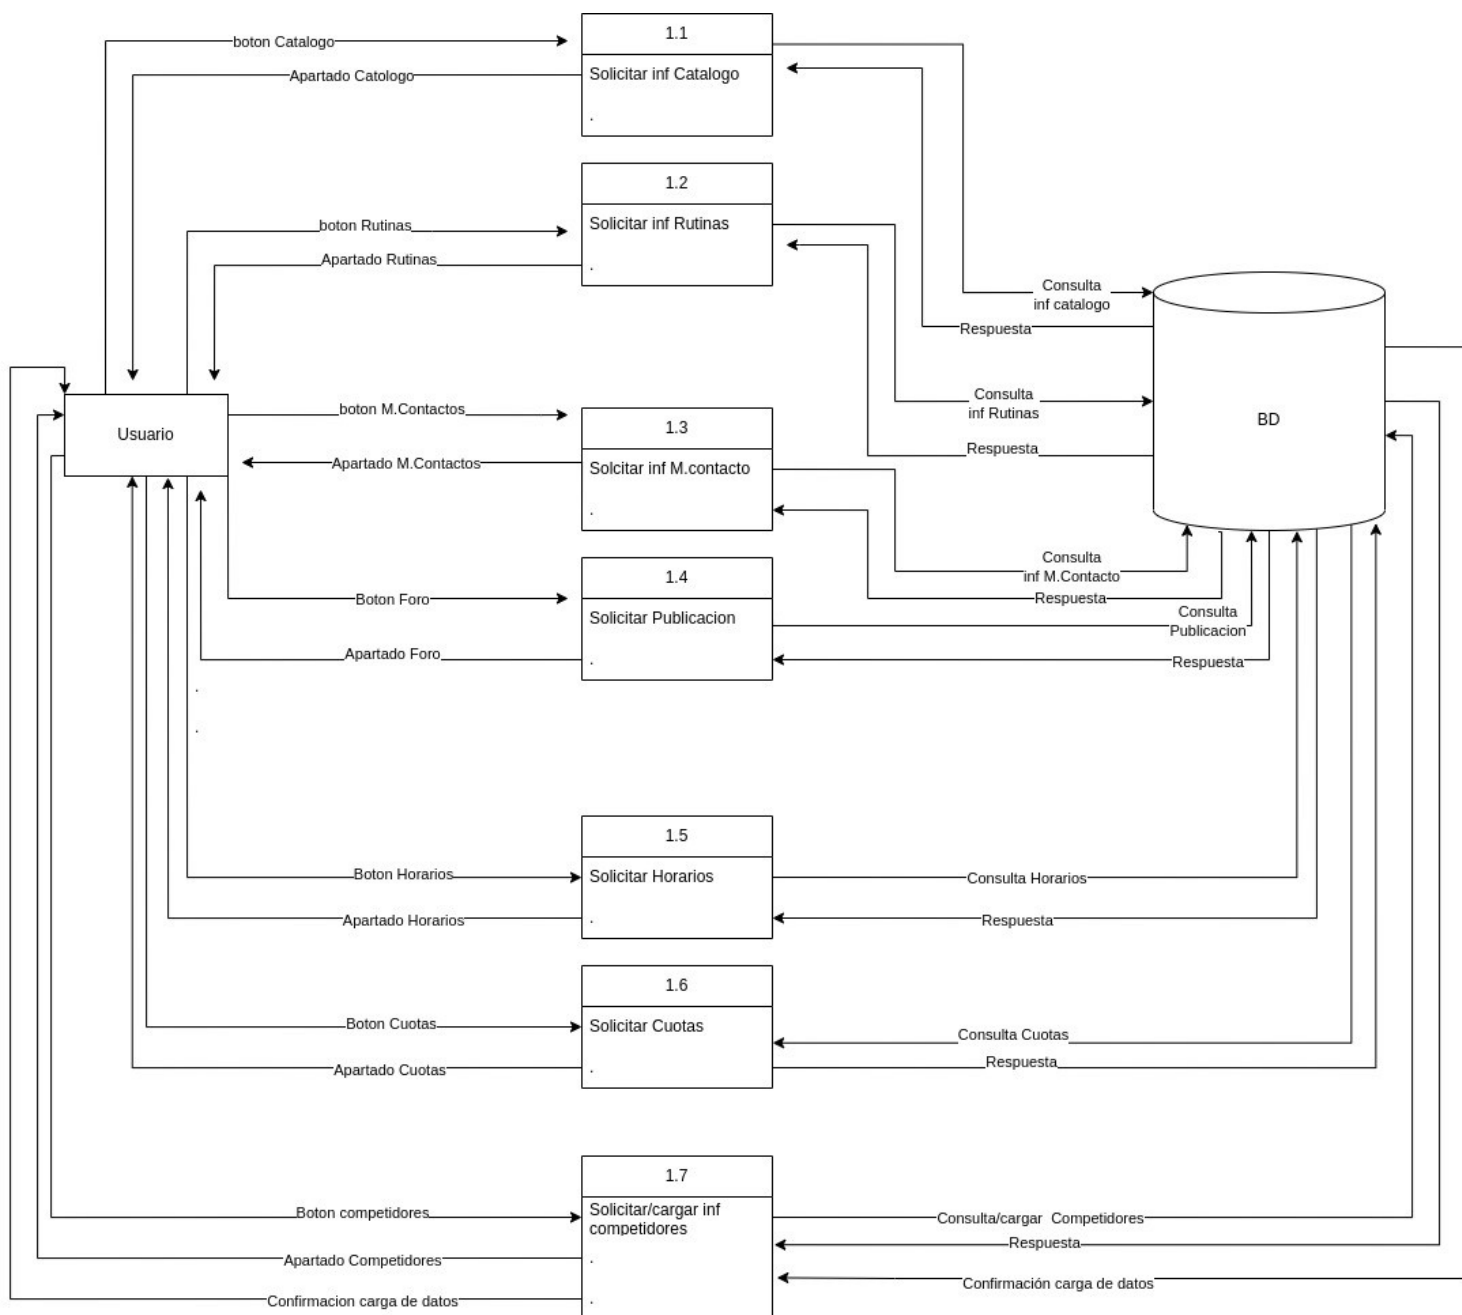 1.1
boton Catalogo
Solicitar inf Catalogo
Apartado Catologo
.
1.2
boton Rutinas
Solicitar inf Rutinas
Apartado Rutinas
.
Consulta
inf catalogo
Respuesta
Consulta
inf Rutinas
Respuesta
BD
Usuario
boton M.Contactos
1.3
Apartado M.Contactos
Solcitar inf M.contacto
.
Consulta
inf M.Contacto
Respuesta
1.4
Boton Foro
Solicitar Publicacion
Consulta
Publicacion
Apartado Foro
.
Respuesta
.
.
1.5
Boton Horarios
Solicitar Horarios
Consulta Horarios
Apartado Horarios
.
Respuesta
1.6
Boton Cuotas
Solicitar Cuotas
Consulta Cuotas
Apartado Cuotas
.
Respuesta
1.7
Boton competidores
Solicitar/cargar inf
competidores
Consulta/cargar Competidores
Respuesta
Apartado Competidores
.
Confirmación carga de datos
Confirmacion carga de datos
.